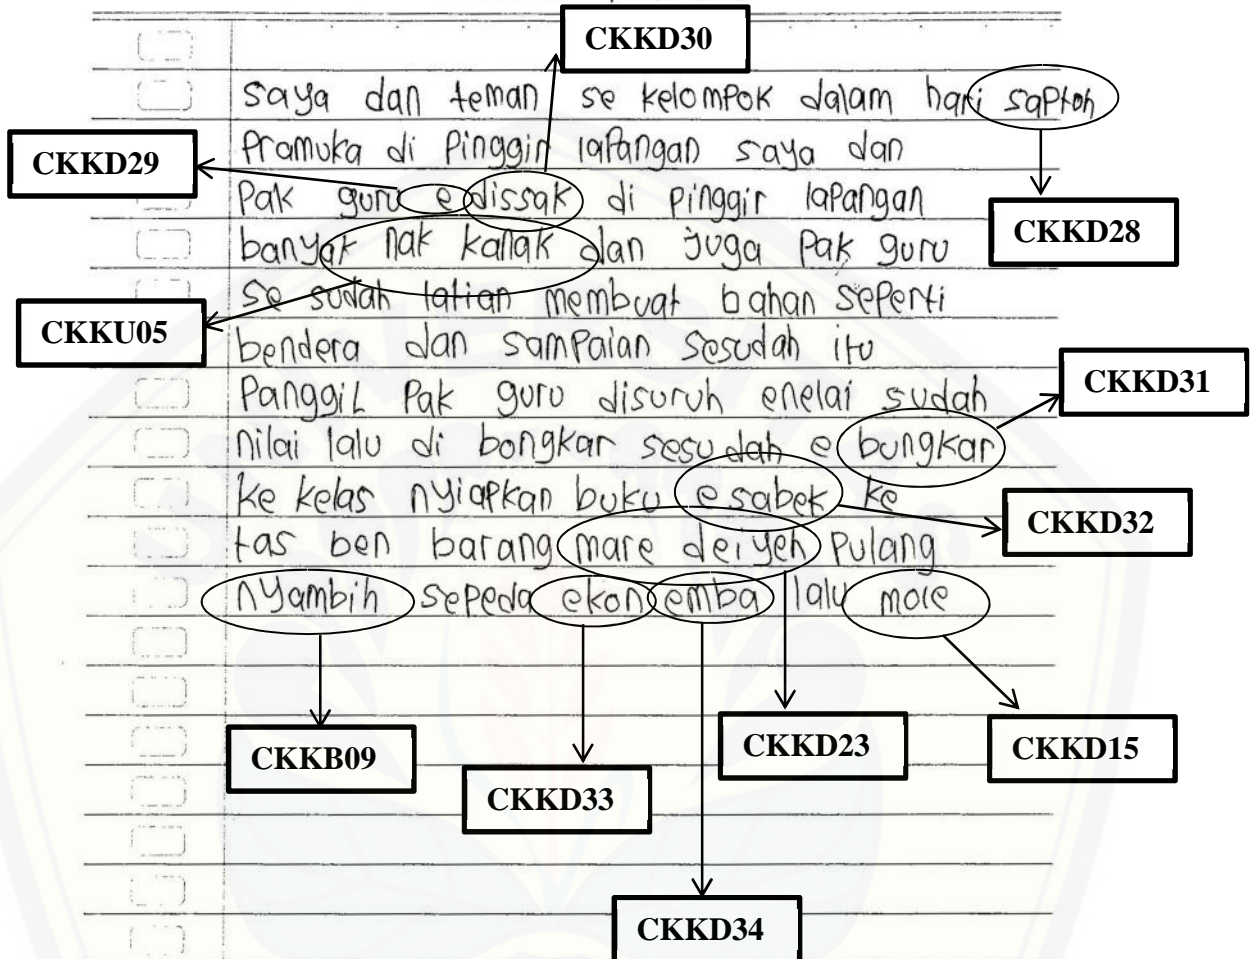 CKKD30
saya dan teman se kelompok dalam hari saptoh
CKKD29
Pramuka di Pinggir lapangan saya dan
Pak guru e dissak di pinggir lapangan
CKKD28
banyak nak kanak dan juga Pak guru
CKKU05
se sudah latian membuat bahan seperti
bendera dan sampaian sesudah itu
CKKD31
Panggil Pak guru disuruh enelai sudah
nilai lalu di bongkar sesudah e bungkar
ke kelas nyiapkan buku e sabek ke
CKKD32
tas ben barang mare deiyeh pulang
nyambih sepeda ekon emba lalu mole
CKKB09
CKKD33
CKKD23
CKKD15
CKKD34